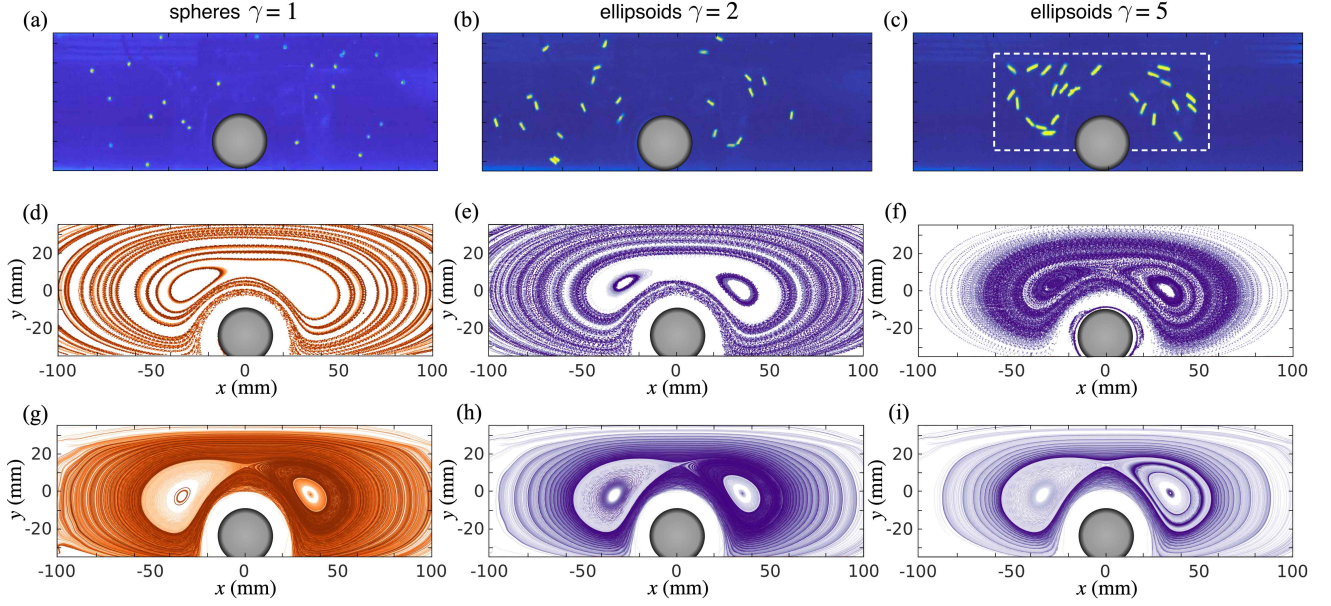 (a) spheres γ = 1
(b) ellipsoids γ = 2
(c) ellipsoids γ = 5
(d) (e) (f)
y (mm) 20 0 -20
y (mm) 20 0 -20
y (mm) 20 0 -20
-100 -50 0 50 100
-100 -50 0 50 100
-100 -50 0 50 100
x (mm) x (mm) x (mm)
(g) (h) (i)
y (mm) 20 0 -20
y (mm) 20 0 -20
y (mm) 20 0 -20
-100 -50 0 50 100
-100 -50 0 50 100
-100 -50 0 50 100
x (mm) x (mm) x (mm)